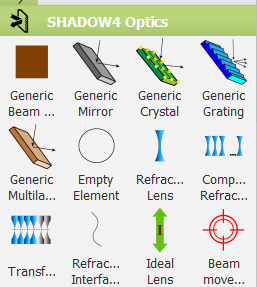 SHADOW4 Optics
Generic Generic Generic Generic
Beam ... Mirror Crystal Grating
Generic Empty Refrac... Comp...
Multila... Element Lens Refrac...
Transf... Refrac... Ideal Beam
Interfa... Lens move...